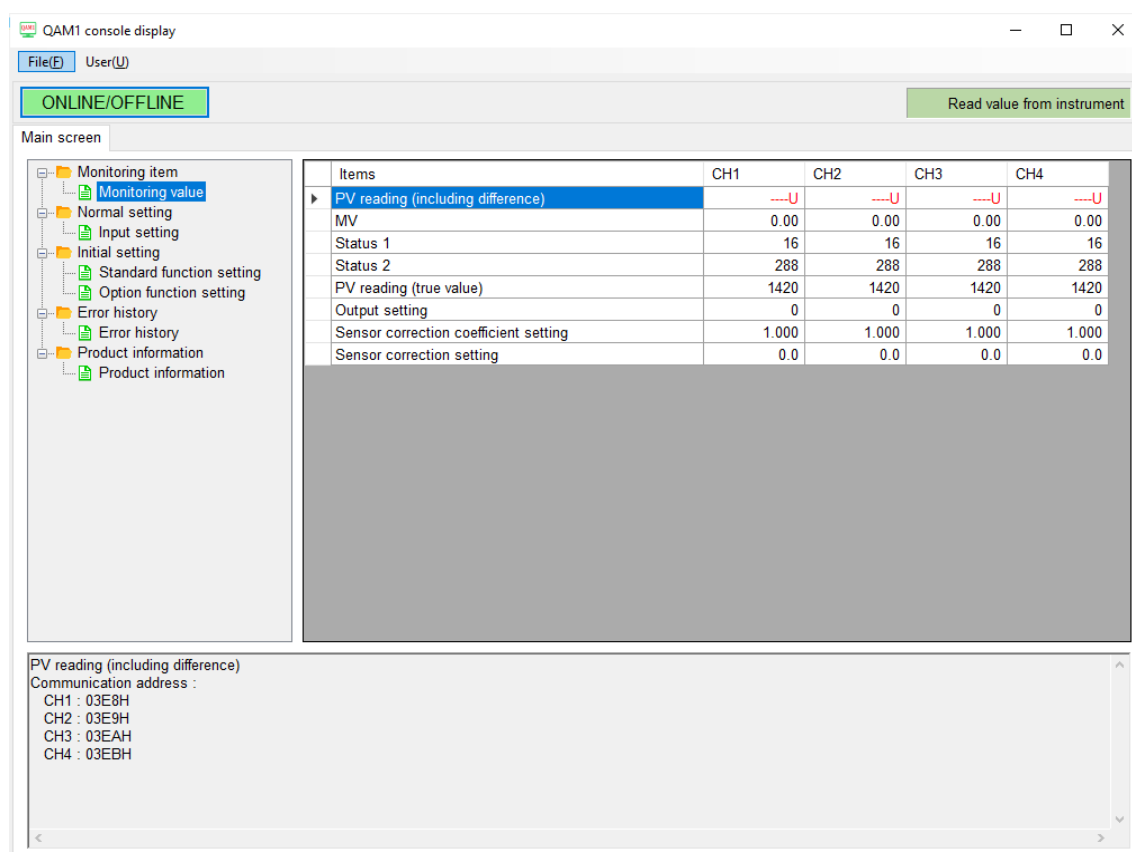 QAM1 console display
File(F) User(U)
ONLINE/OFFLINE
Read value from instrument
Main screen
Monitoring item
Monitoring value
Normal setting
Input setting
Initial setting
Standard function setting
Option function setting
Error history
Error history
Product information
Product information
Items CH1 CH2 CH3 CH4
PV reading (including difference) ----U ----U ----U ----U
MV 0.00 0.00 0.00 0.00
Status 1 16 16 16 16
Status 2 288 288 288 288
PV reading (true value) 1420 1420 1420 1420
Output setting 0 0 0 0
Sensor correction coefficient setting 1.000 1.000 1.000 1.000
Sensor correction setting 0.0 0.0 0.0 0.0
PV reading (including difference)
Communication address :
CH1 : 03E8H
CH2 : 03E9H
CH3 : 03EAH
CH4 : 03EBH